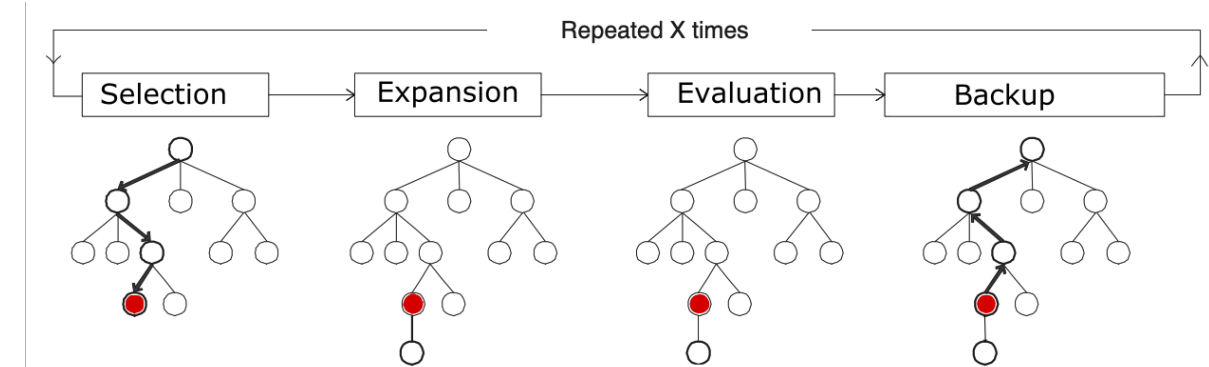 Repeated X times
Selection
Expansion
Evaluation
Backup